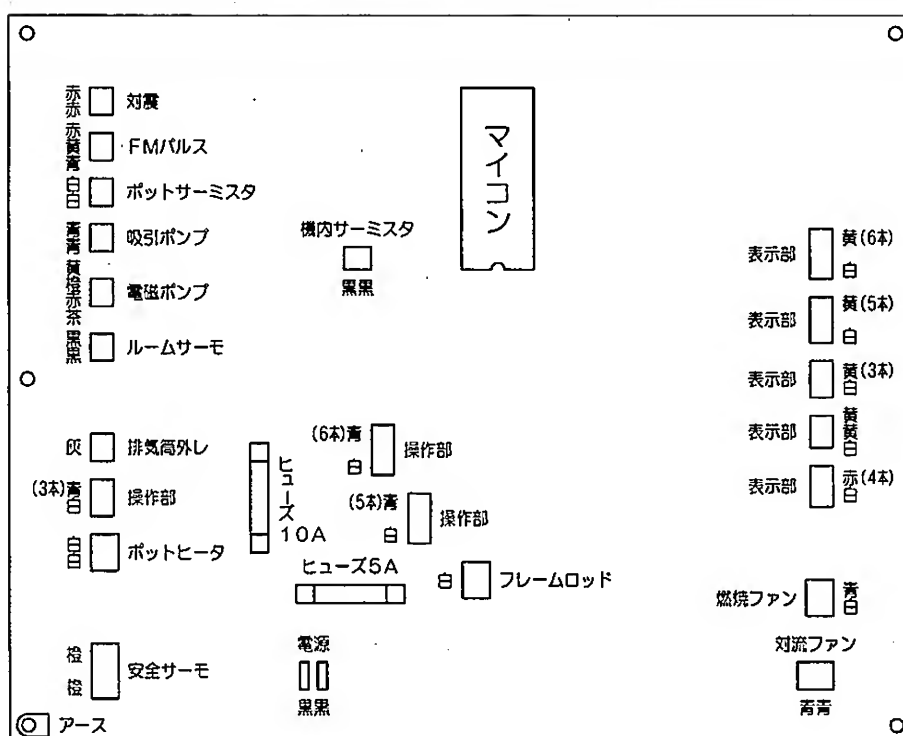 赤赤 対震
赤黄青 FMパルス
白白 ポットサーミスタ
青青 吸引ポンプ
黄橙赤茶 電磁ポンプ
黒黒 ルームサーモ
マイコン
機内サーミスタ
黒黒
表示部 黄(6本)
白
表示部 黄(5本)
白
表示部 黄(3本)
白
表示部 黄黄白
表示部 赤(4本)
白
灰 排気筒外し
(3本)青白 操作部
白白 ポットヒータ
ヒューズ
10A
(6本)青
白 操作部
(5本)青
白 操作部
ヒューズ5A
白 フレームロッド
燃焼ファン 青白
橙
橙 安全サーモ
電源
黒黒
対流ファン
青青
アース